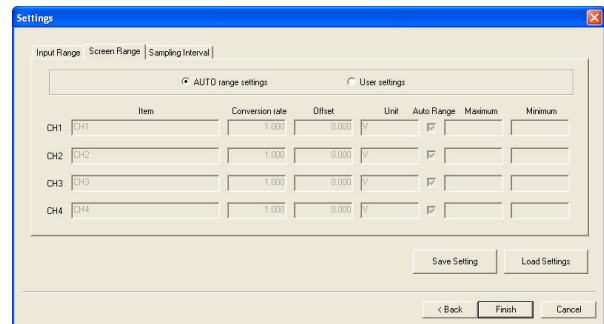 Settings
Input Range Screen Range Sampling Interval
AUTO range settings User settings
Item Conversion rate Offset Unit Auto Range Maximum Minimum
CH1 CH1 1.000 0.000 V
CH2 CH2 1.000 0.000 V
CH3 CH3 1.000 0.000 V
CH4 CH4 1.000 0.000 V
Save Setting Load Settings
< Back Finish Cancel